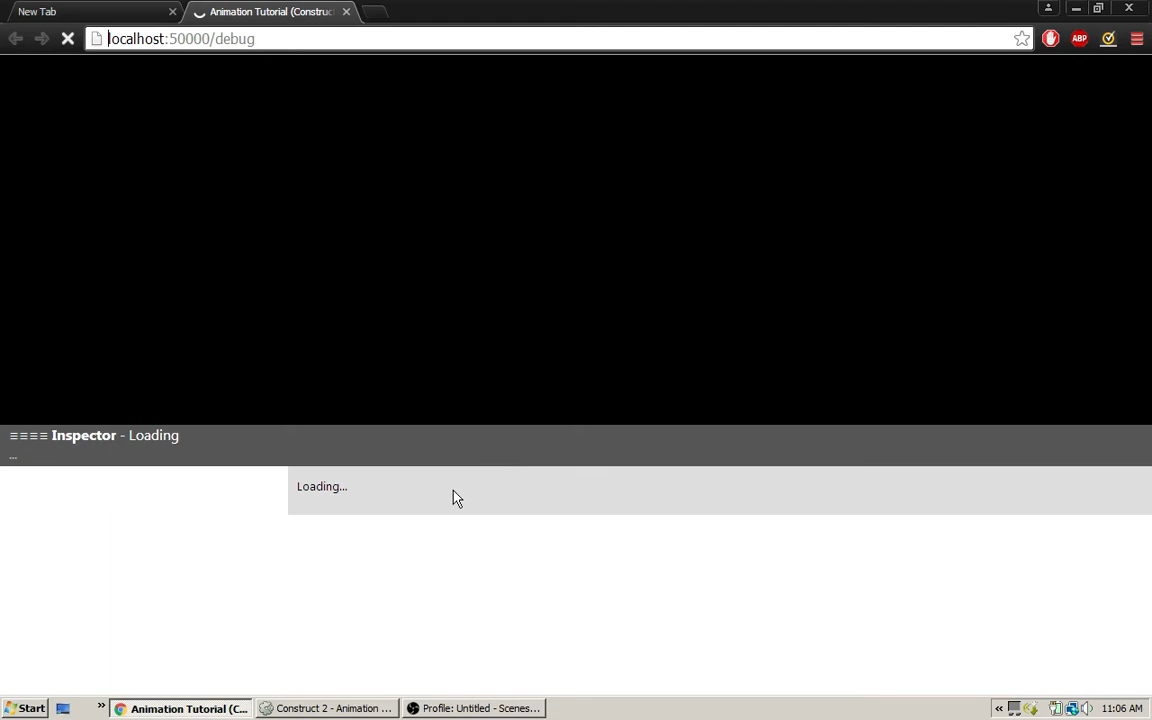 New Tab
Animation Tutorial (Construc
localhost:50000/debug
ABP
Inspector - Loading
...
Loading...
Start
»
Animation Tutorial (C...
Construct 2 - Animation ...
Profile: Untitled - Scenes...
«
11:06 AM